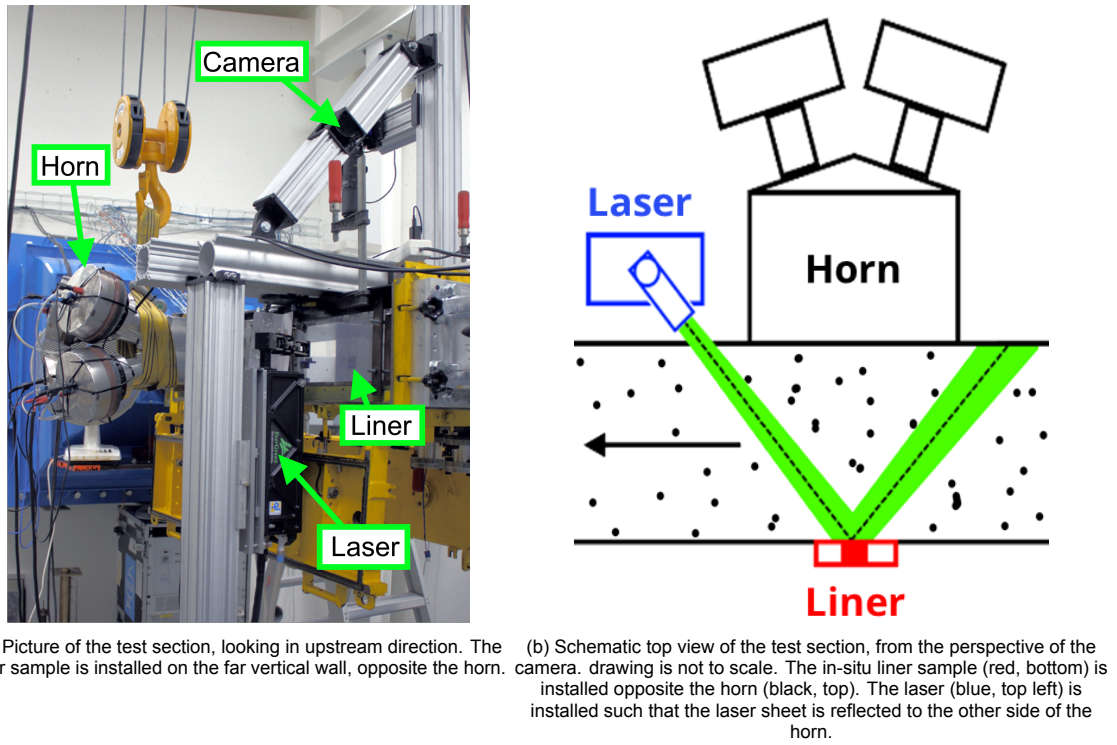 Camera
Horn
Liner
Laser
Laser
Horn
Liner
Picture of the test section, looking in upstream direction. The
r sample is installed on the far vertical wall, opposite the horn.
(b) Schematic top view of the test section, from the perspective of the
camera. drawing is not to scale. The in-situ liner sample (red, bottom) is
installed opposite the horn (black, top). The laser (blue, top left) is
installed such that the laser sheet is reflected to the other side of the
horn.